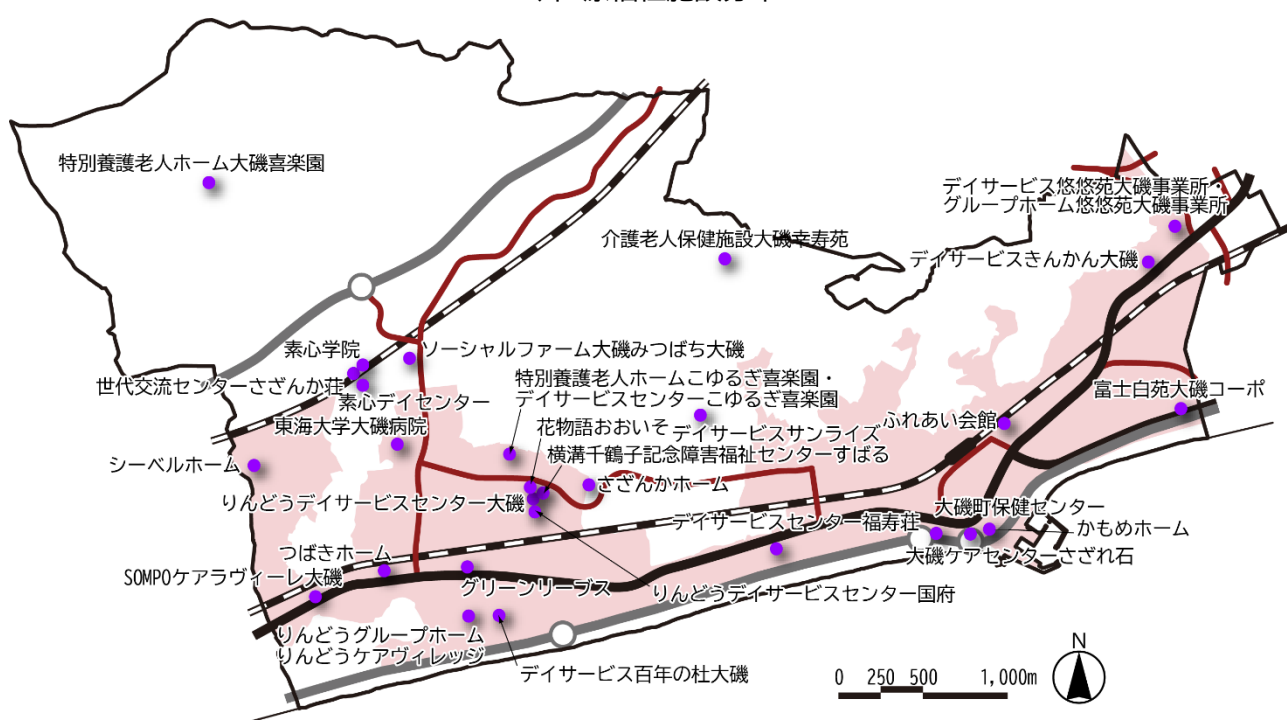 特別養護老人ホーム大磯喜楽園
デイサービス悠悠苑大磯事業所・
グループホーム悠悠苑大磯事業所
介護老人保健施設大磯幸寿苑
デイサービスきんかん大磯
素心学院
ソーシャルファーム大磯みつばち大磯
世代交流センターさざんか荘
特別養護老人ホームこゆるぎ喜楽園・
デイサービスセンターこゆるぎ喜楽園
素心デイセンター
富士白苑大磯コーポ
東海大学大磯病院
花物語おおいそ
デイサービスサンライズ
ふれあい会館
シーベルホーム
横溝千鶴子記念障害福祉センターすばる
りんどうデイサービスセンター大磯
さざんかホーム
大磯町保健センター
デイサービスセンター福寿荘
かもめホーム
つばきホーム
大磯ケアセンターさざれ石
SOMPOケアラヴィーレ大磯
グリーンリーブス
りんどうデイサービスセンター国府
りんどうグループホーム
りんどうケアヴィレッジ
デイサービス百年の杜大磯
N
0 250 500 1,000m